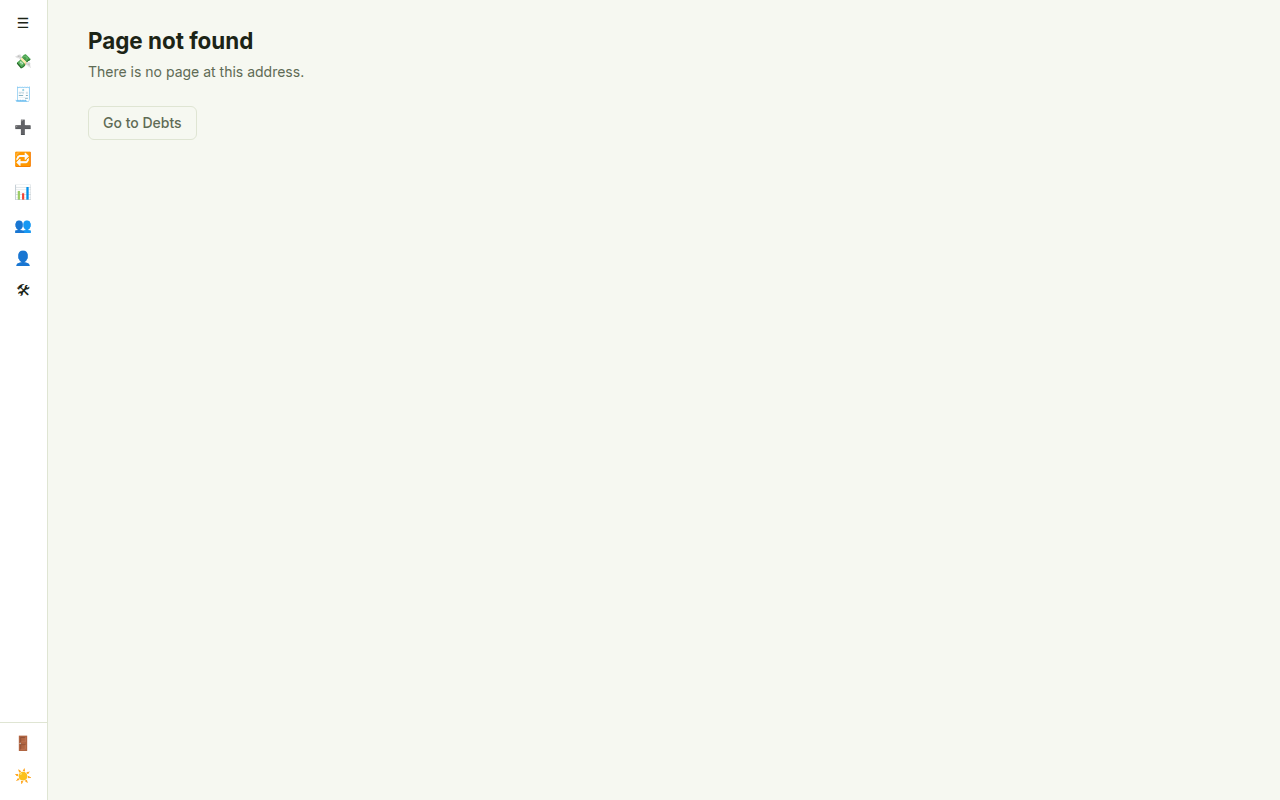 Page not found
There is no page at this address.
Go to Debts